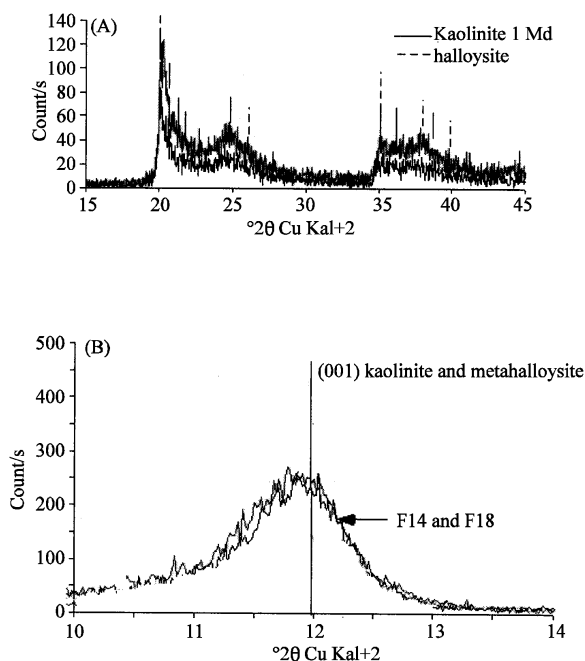 (A)
Kaolinite 1 Md
halloysite
Count/s
140
120
100
80
60
40
20
0
15 20 25 30 35 40 45
°2θ Cu Kal+2
(B)
(001) kaolinite and metahalloysite
F14 and F18
Count/s
500
400
300
200
100
0
10 11 12 13 14
°2θ Cu Kal+2